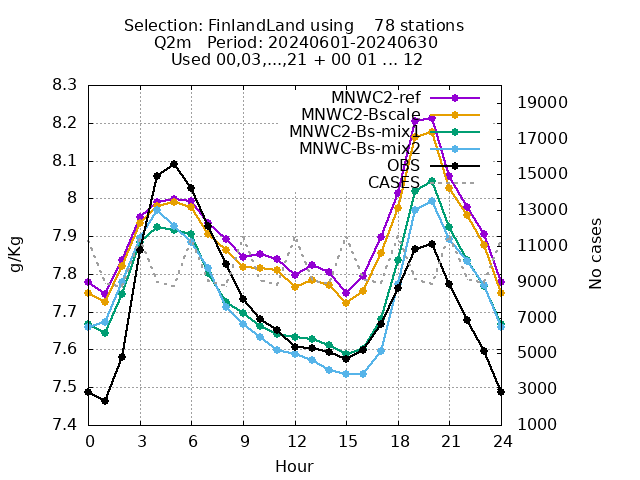 Selection: FinlandLand using    78 stations
Q2m   Period: 20240601-20240630
Used 00,03,...,21 + 00 01 ... 12
MNWC2-ref
MNWC2-Bscale
MNWC2-Bs-mix1
MNWC-Bs-mix2
OBS
CASES
8.3
8.2
8.1
8
7.9
7.8
7.7
7.6
7.5
7.4
g/Kg
19000
17000
15000
13000
11000
9000
7000
5000
3000
1000
No cases
0 3 6 9 12 15 18 21 24
Hour